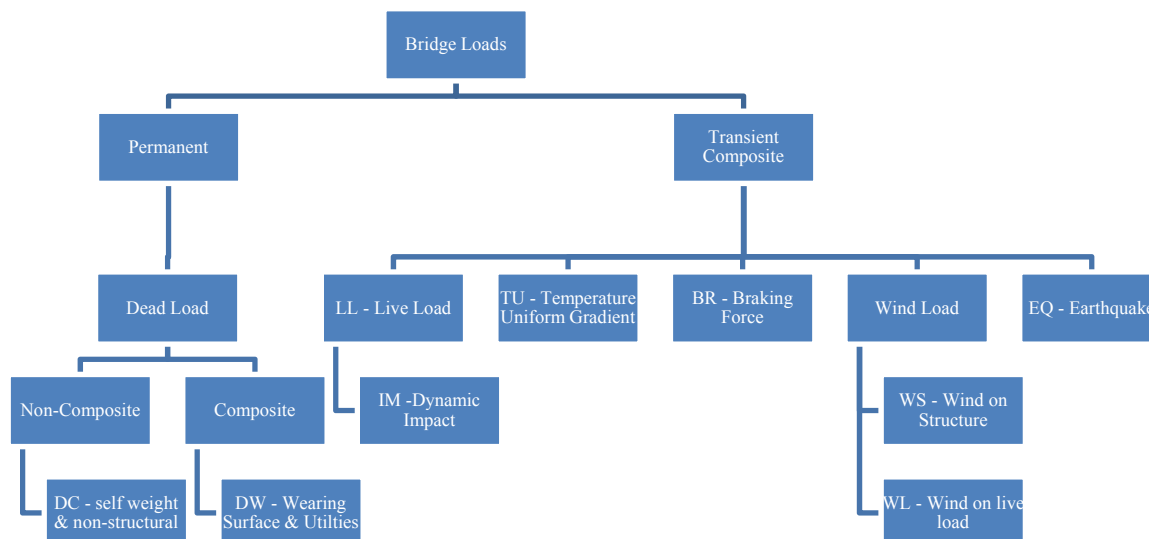 Bridge Loads
Permanent
Transient
Composite
Dead Load
LL - Live Load
TU - Temperature
Uniform Gradient
BR - Braking
Force
Wind Load
EQ - Earthquake
Non-Composite
Composite
IM -Dynamic
Impact
WS - Wind on
Structure
DC - self weight
& non-structural
DW - Wearing
Surface & Utilties
WL - Wind on live
load